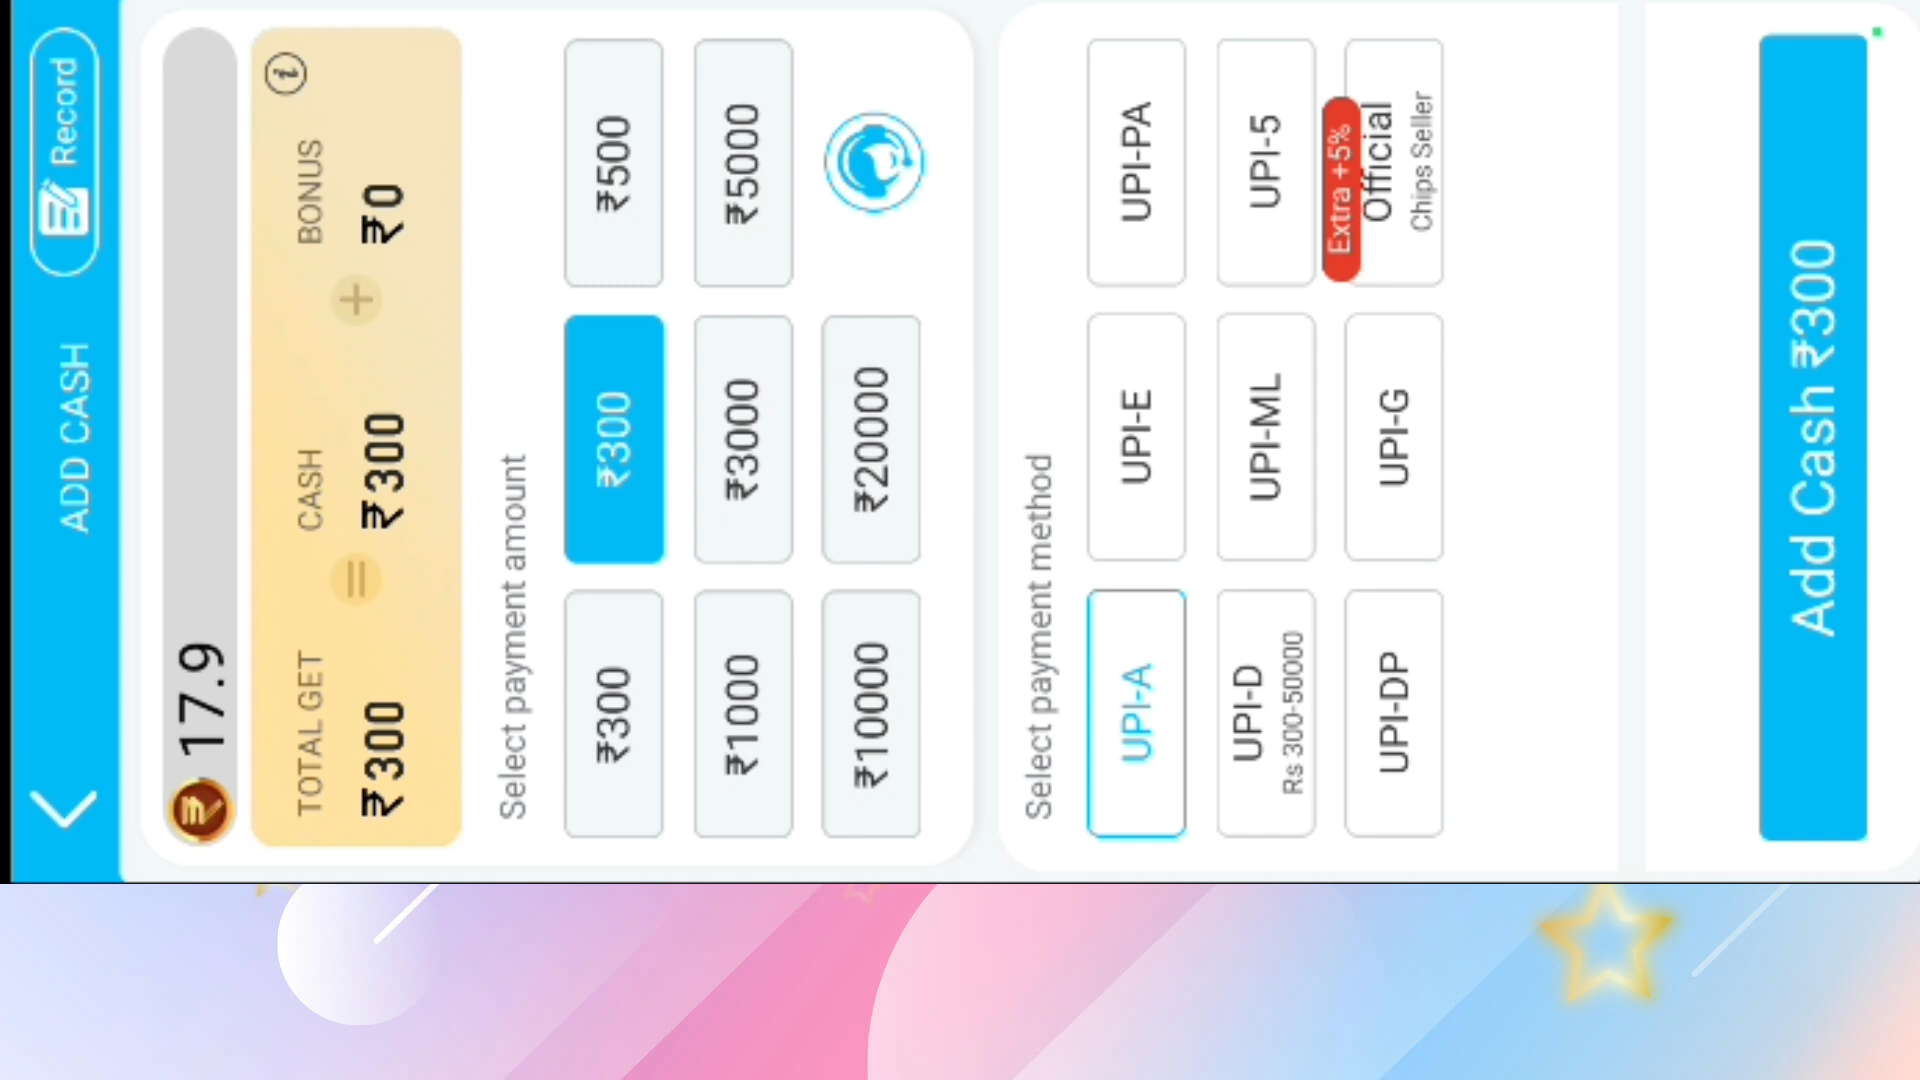 ADD CASH
Record
17.9
TOTAL GET
CASH
BONUS
₹300
=
₹300
+
₹0
Select payment amount
₹300
₹300
₹500
₹1000
₹3000
₹5000
₹10000
₹20000
Select payment method
UPI-A
UPI-E
UPI-PA
UPI-D
Rs 300-50000
UPI-ML
UPI-5
UPI-DP
UPI-G
Extra +5%
Official
Chips Seller
Add Cash ₹300